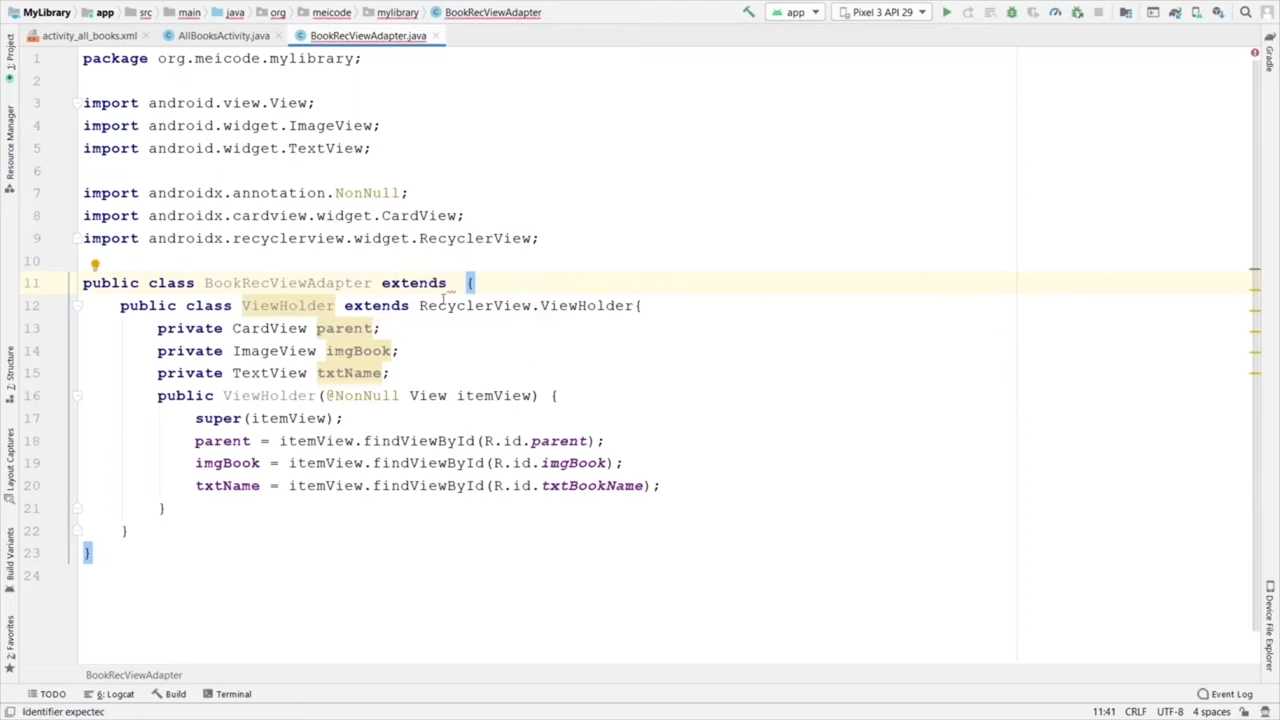 MyLibrary app src main java org meicode mylibrary BookRecViewAdapter app Pixel 3 API 29
activity_all_books.xml AllBooksActivity.java BookRecViewAdapter.java
1: Project
Resource Manager
Z: Structure
Layout Captures
Build Variants
2: Favorites
1 package org.meicode.mylibrary;
2
3 import android.view.View;
4 import android.widget.ImageView;
5 import android.widget.TextView;
6
7 import androidx.annotation.NonNull;
8 import androidx.cardview.widget.CardView;
9 import androidx.recyclerview.widget.RecyclerView;
10
11 public class BookRecViewAdapter extends {
12 public class ViewHolder extends RecyclerView.ViewHolder{
13 private CardView parent;
14 private ImageView imgBook;
15 private TextView txtName;
16 public ViewHolder(@NonNull View itemView) {
17 super(itemView);
18 parent = itemView.findViewById(R.id.parent);
19 imgBook = itemView.findViewById(R.id.imgBook);
20 txtName = itemView.findViewById(R.id.txtBookName);
21 }
22 }
23 }
24
Gradle
Device File Explorer
BookRecViewAdapter
TODO 6: Logcat Build Terminal Event Log
Identifier expected 11:41 CRLF UTF-8 4 spaces